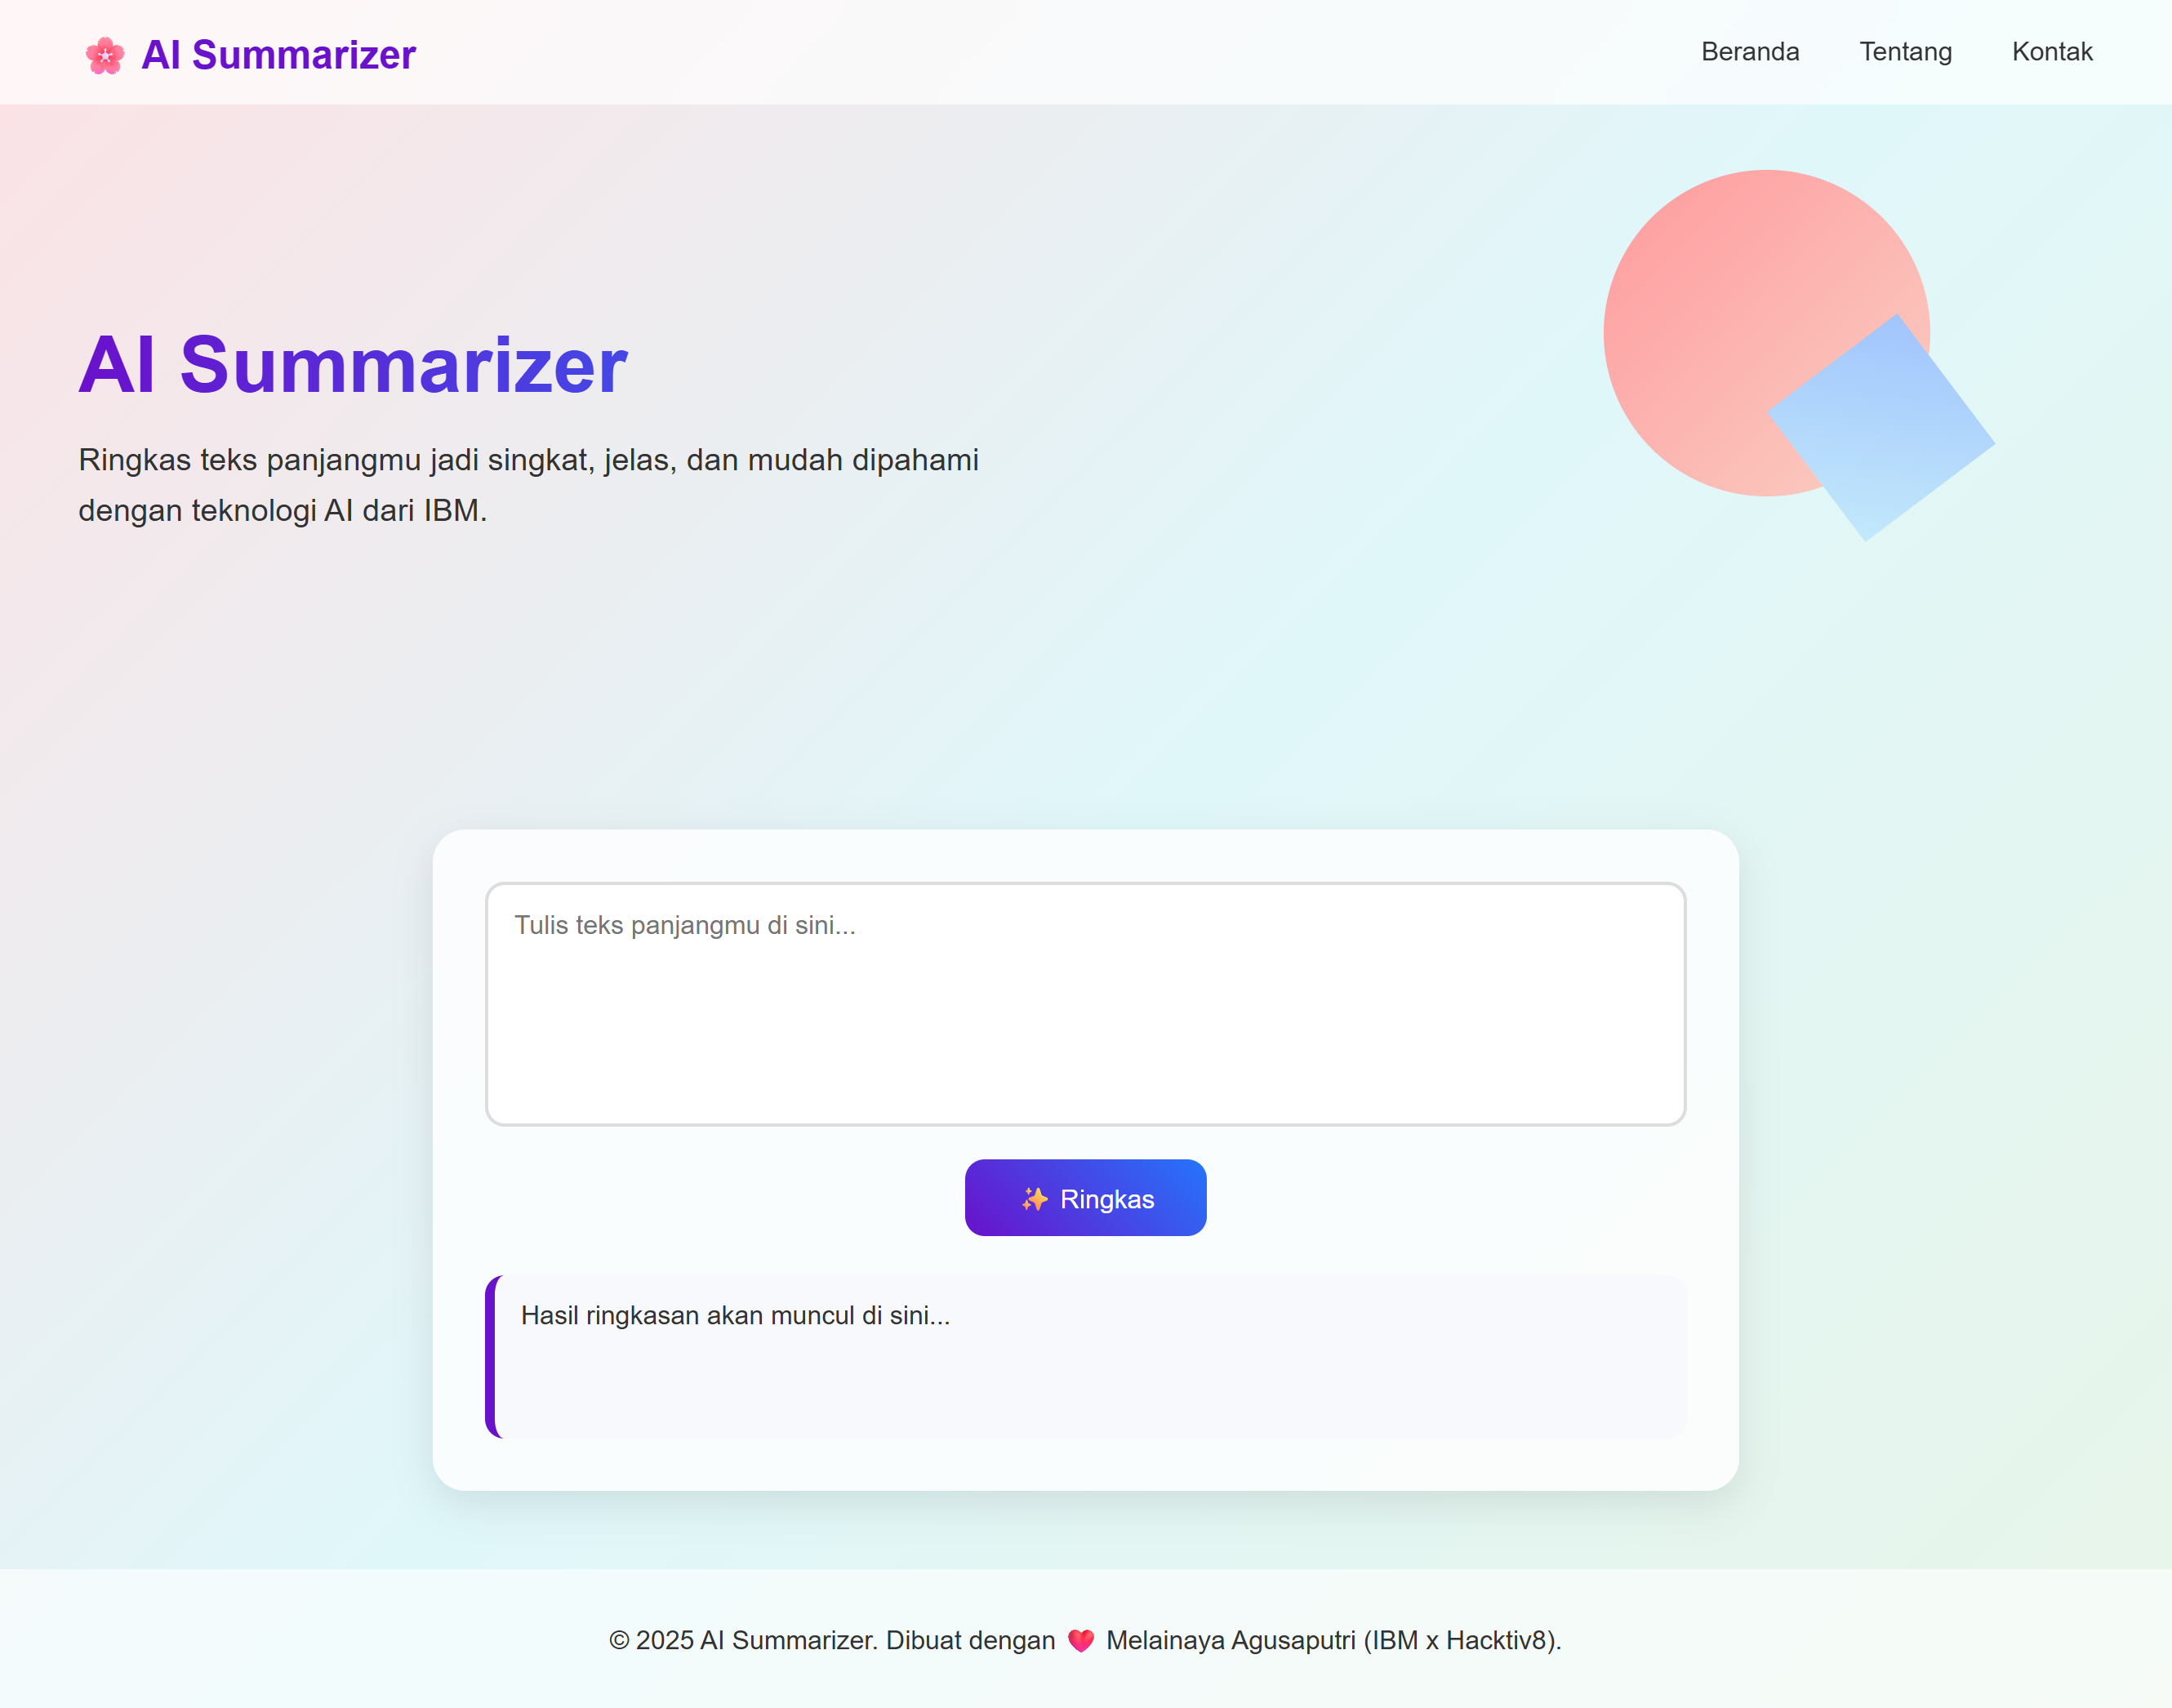 🌸 AI Summarizer
Beranda Tentang Kontak
AI Summarizer
Ringkas teks panjangmu jadi singkat, jelas, dan mudah dipahami
dengan teknologi AI dari IBM.
Tulis teks panjangmu di sini...
✨ Ringkas
Hasil ringkasan akan muncul di sini...
© 2025 AI Summarizer. Dibuat dengan 💖 Melainaya Agusaputri (IBM x Hacktiv8).